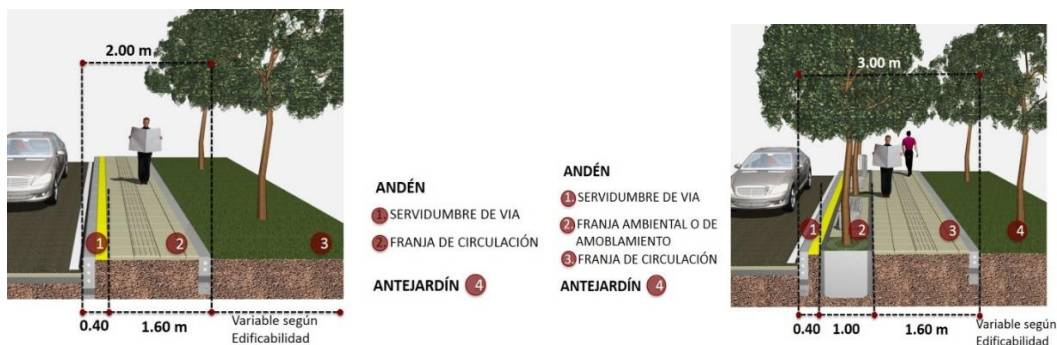 2.00 m
1
2
3
0.40
1.60 m
Variable según
Edificabilidad
ANDÉN
1. SERVIDUMBRE DE VIA
2. FRANJA DE CIRCULACIÓN
ANTEJARDÍN 4
ANDÉN
1. SERVIDUMBRE DE VIA
2. FRANJA AMBIENTAL O DE
AMOBLAMIENTO
3. FRANJA DE CIRCULACIÓN
ANTEJARDÍN 4
3.00 m
1
2
3
4
0.40
1.00
1.60 m
Variable según
Edificabilidad